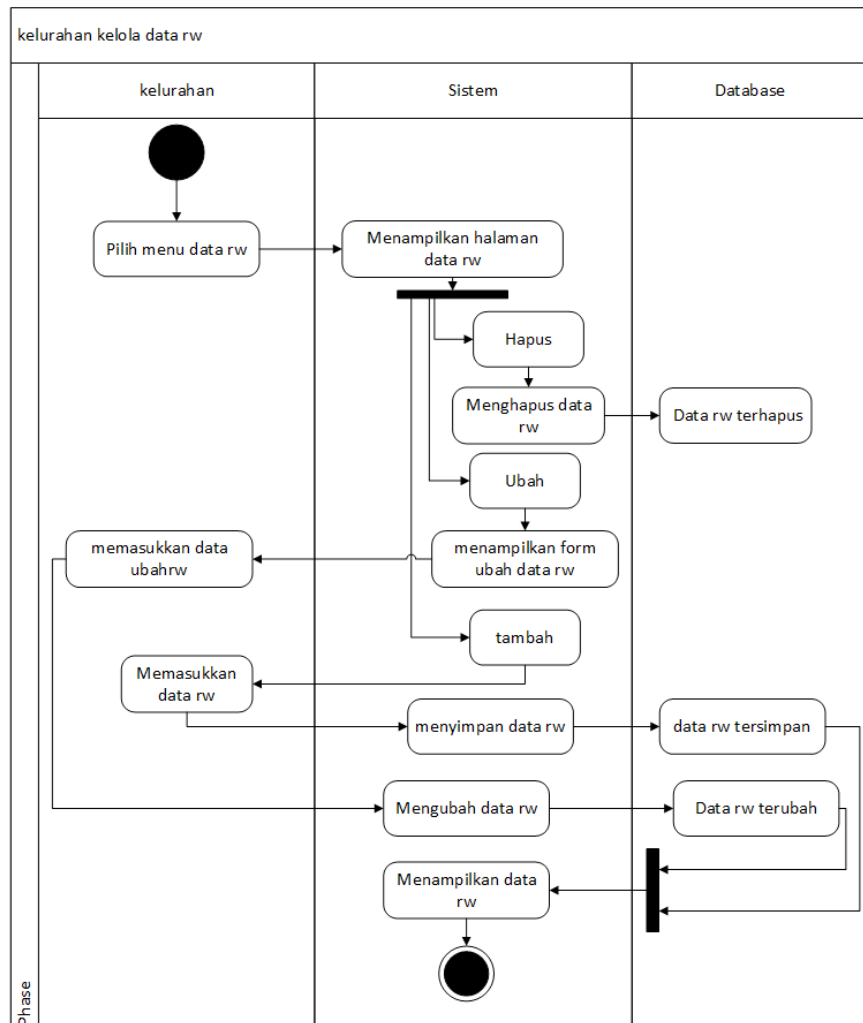 kelurahan kelola data rw
kelurahan
Sistem
Database
Pilih menu data rw
Menampilkan halaman
data rw
Hapus
Menghapus data
rw
Data rw terhapus
Ubah
memasukkan data
ubahrw
menampilkan form
ubah data rw
tambah
Memasukkan
data rw
menyimpan data rw
data rw tersimpan
Mengubah data rw
Data rw terubah
Menampilkan data
rw
Phase